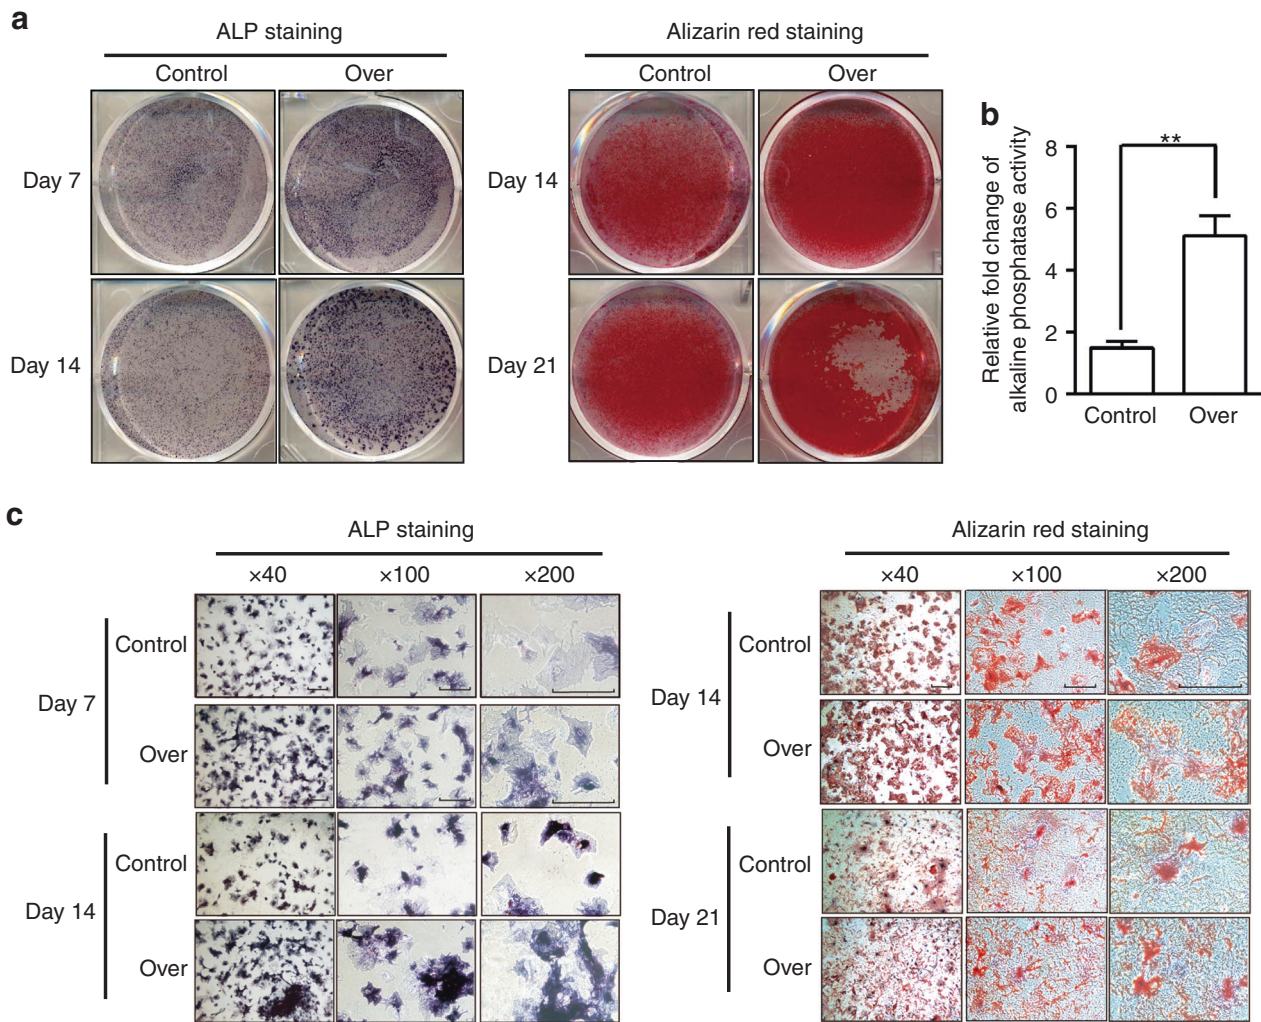 a
ALP staining
Alizarin red staining
Control
Over
Control
Over
Day 7
Day 14
Day 14
Day 21
b
Relative fold change of
alkaline phosphatase activity
8
6
4
2
0
**
Control
Over
c
ALP staining
Alizarin red staining
×40
×100
×200
×40
×100
×200
Day 7
Control
Over
Day 14
Control
Over
Day 14
Control
Over
Day 21
Control
Over